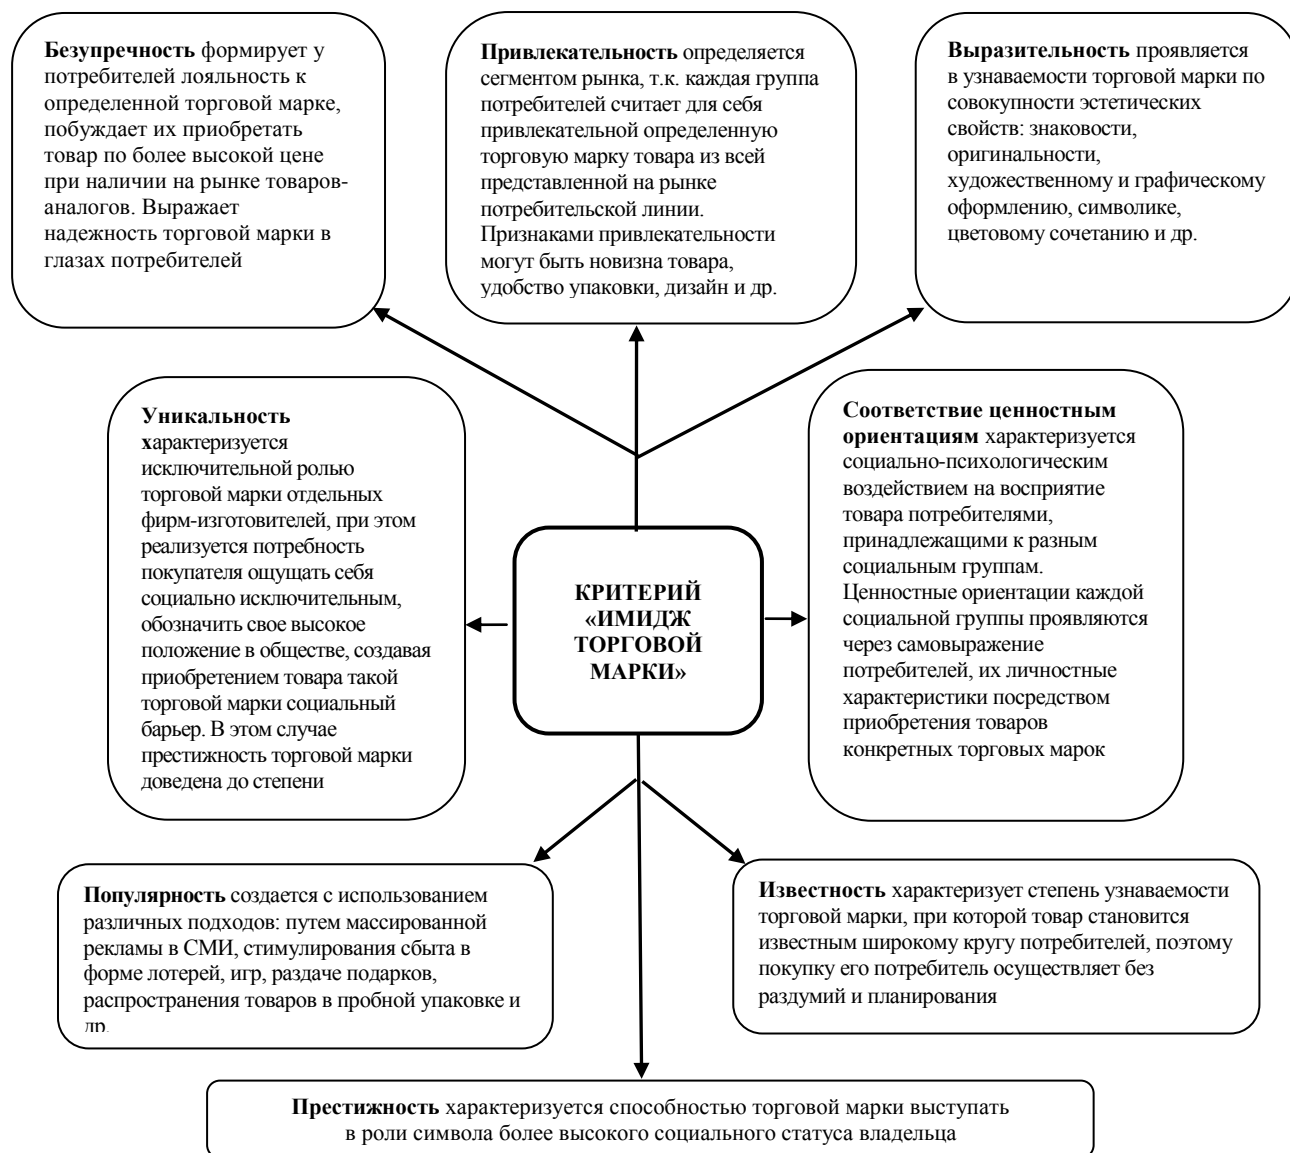 Безупречность формирует у
потребителей лояльность к
определенной торговой марке,
побуждает их приобретать
товар по более высокой цене
при наличии на рынке товаров-
аналогов. Выражает
надежность торговой марки в
глазах потребителей
Привлекательность определяется
сегментом рынка, т.к. каждая группа
потребителей считает для себя
привлекательной определенную
торговую марку товара из всей
представленной на рынке
потребительской линии.
Признаками привлекательности
могут быть новизна товара,
удобство упаковки, дизайн и др.
Выразительность проявляется
в узнаваемости торговой марки по
совокупности эстетических
свойств: знаковости,
оригинальности,
художественному и графическому
оформлению, символике,
цветовому сочетанию и др.
Уникальность
характеризуется
исключительной ролью
торговой марки отдельных
фирм-изготовителей, при этом
реализуется потребность
покупателя ощущать себя
социально исключительным,
обозначить свое высокое
положение в обществе, создавая
приобретением товара такой
торговой марки социальный
барьер. В этом случае
престижность торговой марки
доведена до степени
КРИТЕРИЙ
«ИМИДЖ
ТОРГОВОЙ
МАРКИ»
Соответствие ценностным
ориентациям характеризуется
социально-психологическим
воздействием на восприятие
товара потребителями,
принадлежащими к разным
социальным группам.
Ценностные ориентации каждой
социальной группы проявляются
через самовыражение
потребителей, их личностные
характеристики посредством
приобретения товаров
конкретных торговых марок
Популярность создается с использованием
различных подходов: путем массированной
рекламы в СМИ, стимулирования сбыта в
форме лотерей, игр, раздаче подарков,
распространения товаров в пробной упаковке и
др.
Известность характеризует степень узнаваемости
торговой марки, при которой товар становится
известным широкому кругу потребителей, поэтому
покупку его потребитель осуществляет без
раздумий и планирования
Престижность характеризуется способностью торговой марки выступать
в роли символа более высокого социального статуса владельца